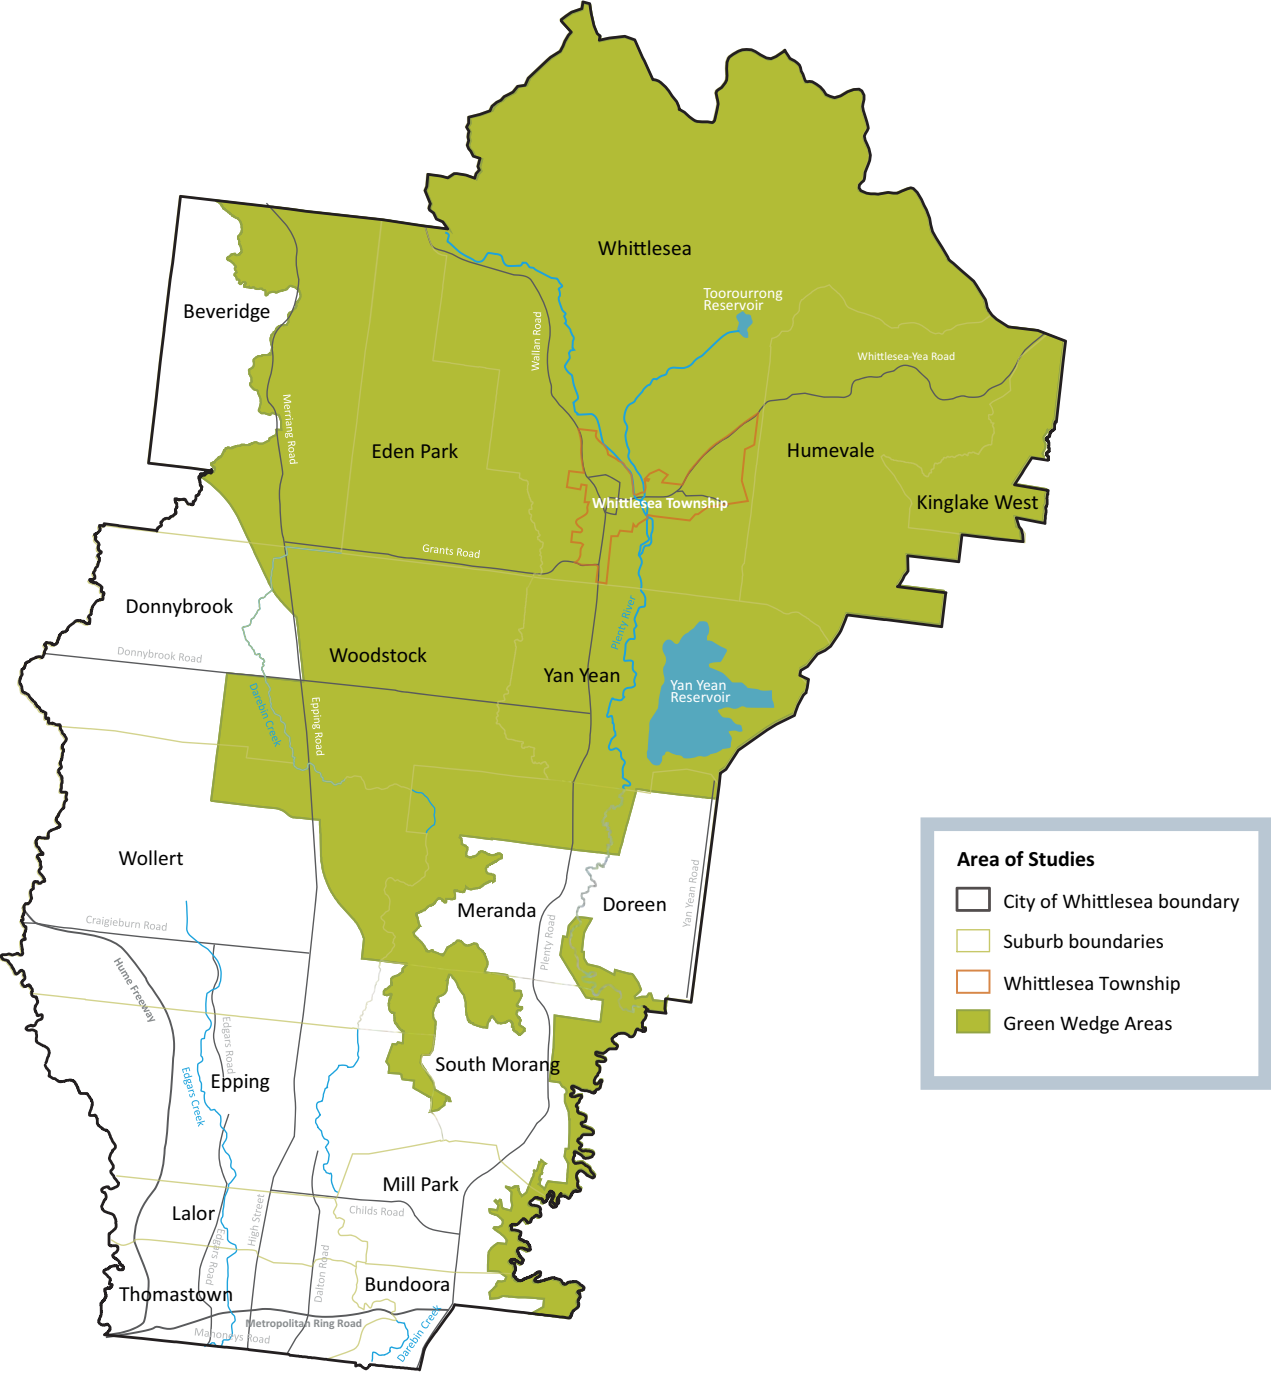 Whittlesea
Toorourrong
Reservoir
Beveridge
Wallan Road
Whittlesea-Yea Road
Merriang Road
Eden Park
Humevale
Whittlesea Township
Kinglake West
Grants Road
Donnybrook
Plenty River
Donnybrook Road
Woodstock
Yan Yean
Yan Yean
Reservoir
Darebin Creek
Epping Road
Wollert
Meranda
Doreen
Yan Yean Road
Craigieburn Road
Plenty Road
Hume Freeway
Edgars Road
South Morang
Edgars Creek
Epping
Mill Park
Lalor
High Street
Childs Road
Edgars Road
Dalton Road
Thomastown
Bundoora
Metropolitan Ring Road
Mahoneys Road
Darebin Creek
Area of Studies
City of Whittlesea boundary
Suburb boundaries
Whittlesea Township
Green Wedge Areas